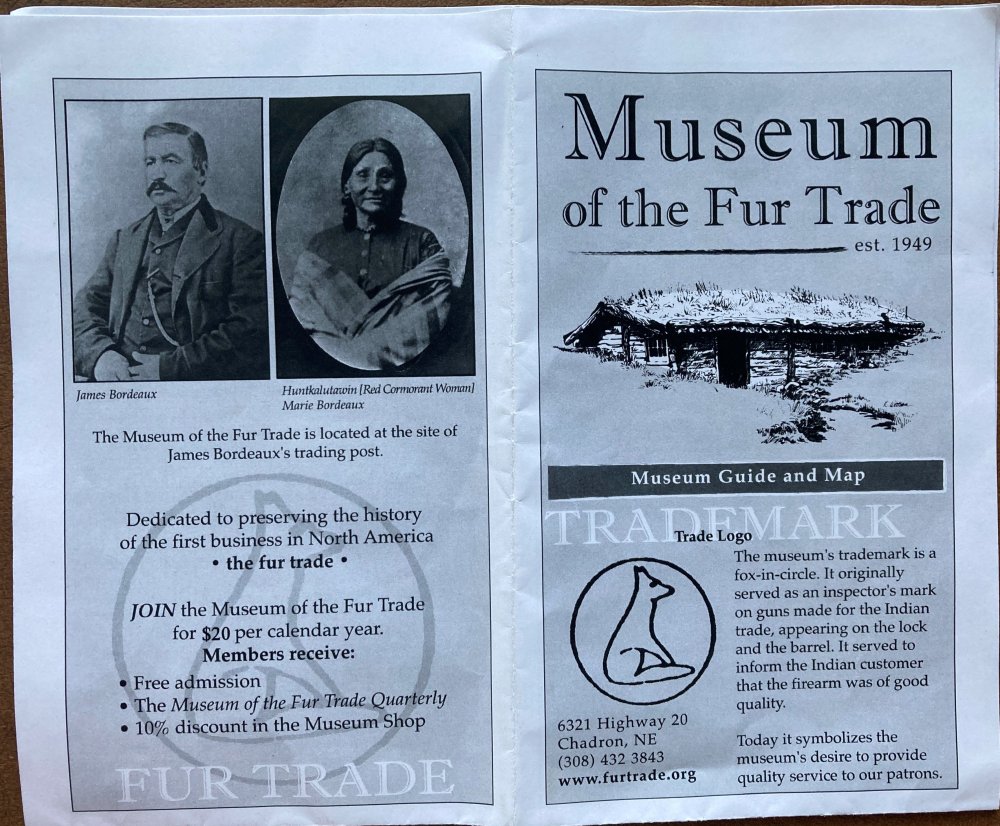 James Bordeaux
Huntkalutawin [Red Cormorant Woman]
Marie Bordeaux
The Museum of the Fur Trade is located at the site of
James Bordeaux's trading post.
Dedicated to preserving the history
of the first business in North America
• the fur trade •
JOIN the Museum of the Fur Trade
for $20 per calendar year.
Members receive:
• Free admission
• The Museum of the Fur Trade Quarterly
• 10% discount in the Museum Shop
FUR TRADE
Museum
of the Fur Trade
est. 1949
Museum Guide and Map
TRADEMARK
Trade Logo
The museum's trademark is a
fox-in-circle. It originally
served as an inspector's mark
on guns made for the Indian
trade, appearing on the lock
and the barrel. It served to
inform the Indian customer
that the firearm was of good
quality.
Today it symbolizes the
museum's desire to provide
quality service to our patrons.
6321 Highway 20
Chadron, NE
(308) 432 3843
www.furtrade.org